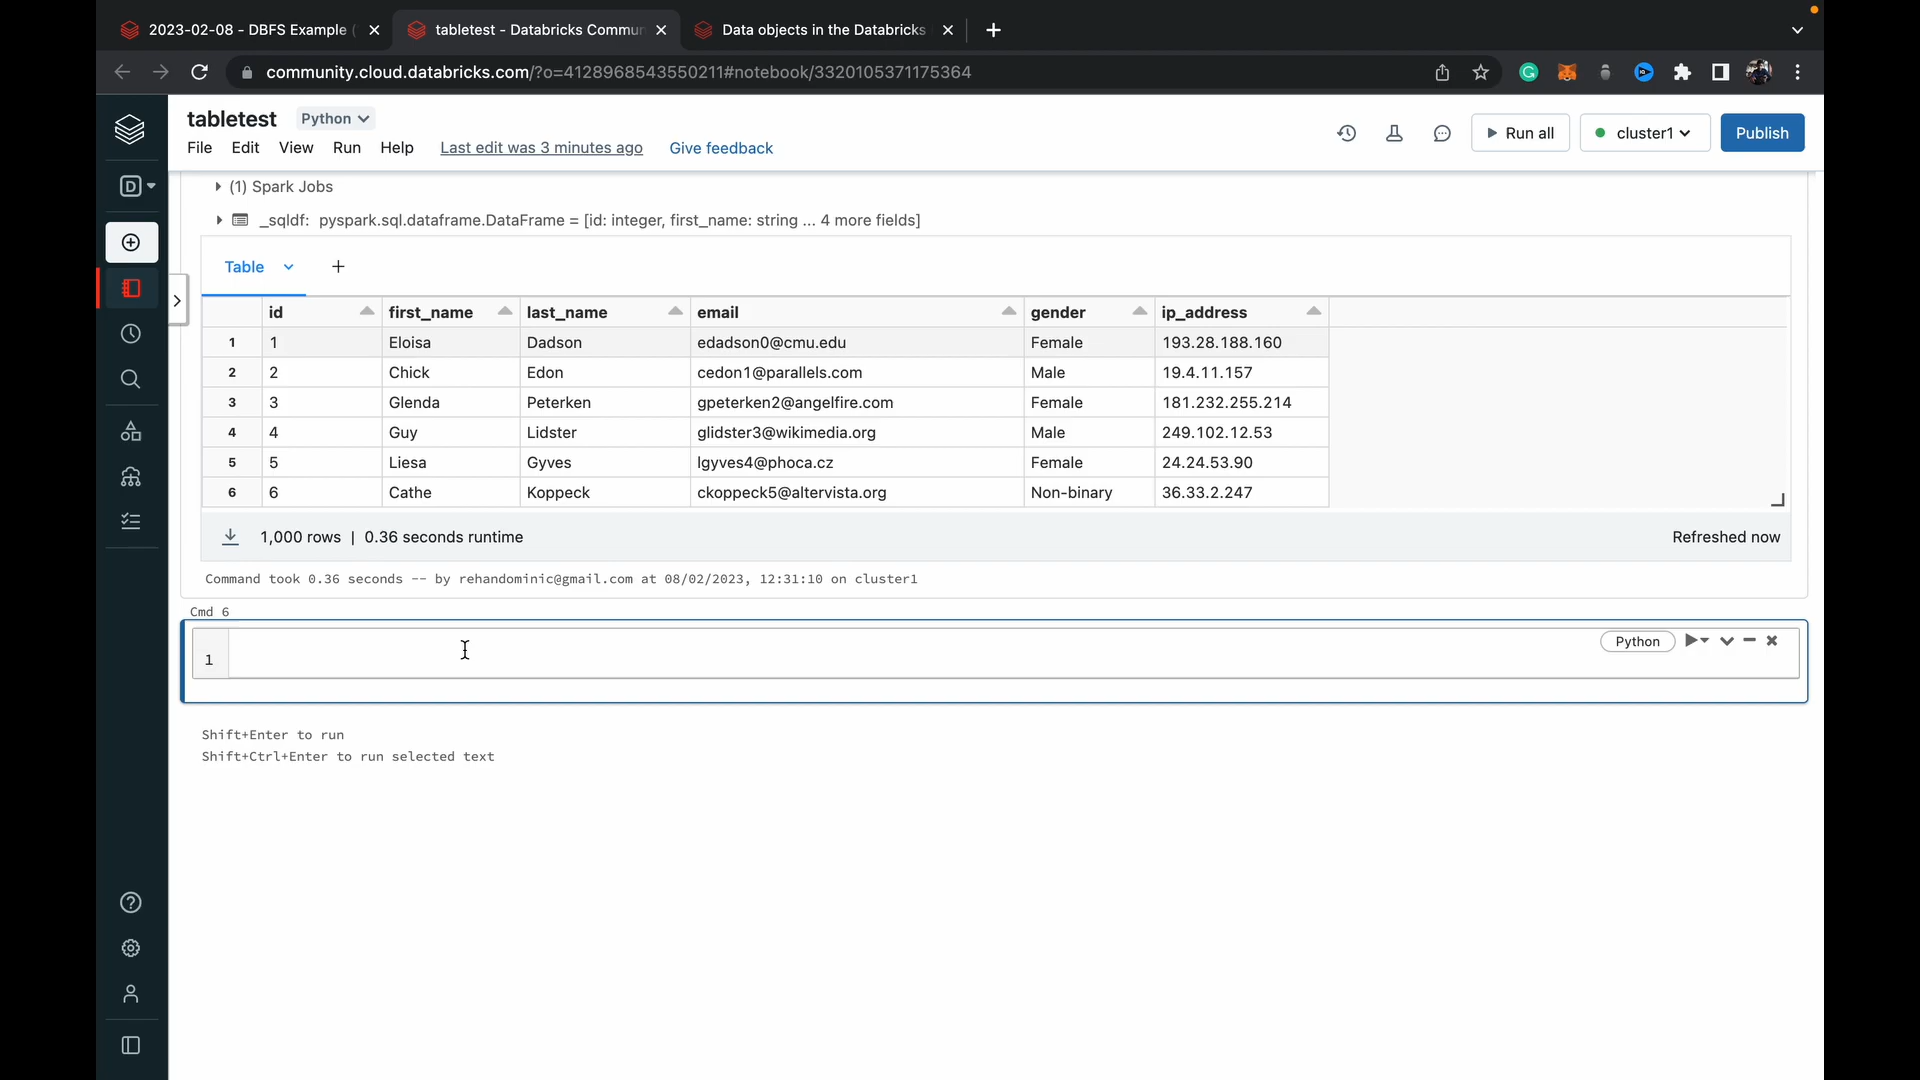 2023-02-08 - DBFS Example (
tabletest - Databricks Commun
Data objects in the Databricks
community.cloud.databricks.com/?o=4128968543550211#notebook/3320105371175364
tabletest Python
File Edit View Run Help Last edit was 3 minutes ago Give feedback
Run all cluster1 Publish
D
(1) Spark Jobs
_sqldf: pyspark.sql.dataframe.DataFrame = [id: integer, first_name: string ... 4 more fields]
Table +
id first_name last_name email gender ip_address
1 1 Eloisa Dadson edadson0@cmu.edu Female 193.28.188.160
2 2 Chick Edon cedon1@parallels.com Male 19.4.11.157
3 3 Glenda Peterken gpeterken2@angelfire.com Female 181.232.255.214
4 4 Guy Lidster glidster3@wikimedia.org Male 249.102.12.53
5 5 Liesa Gyves lgyves4@phoca.cz Female 24.24.53.90
6 6 Cathe Koppeck ckoppeck5@altervista.org Non-binary 36.33.2.247
1,000 rows | 0.36 seconds runtime Refreshed now
Command took 0.36 seconds -- by rehandominic@gmail.com at 08/02/2023, 12:31:10 on cluster1
Cmd 6
Python
1
Shift+Enter to run
Shift+Ctrl+Enter to run selected text